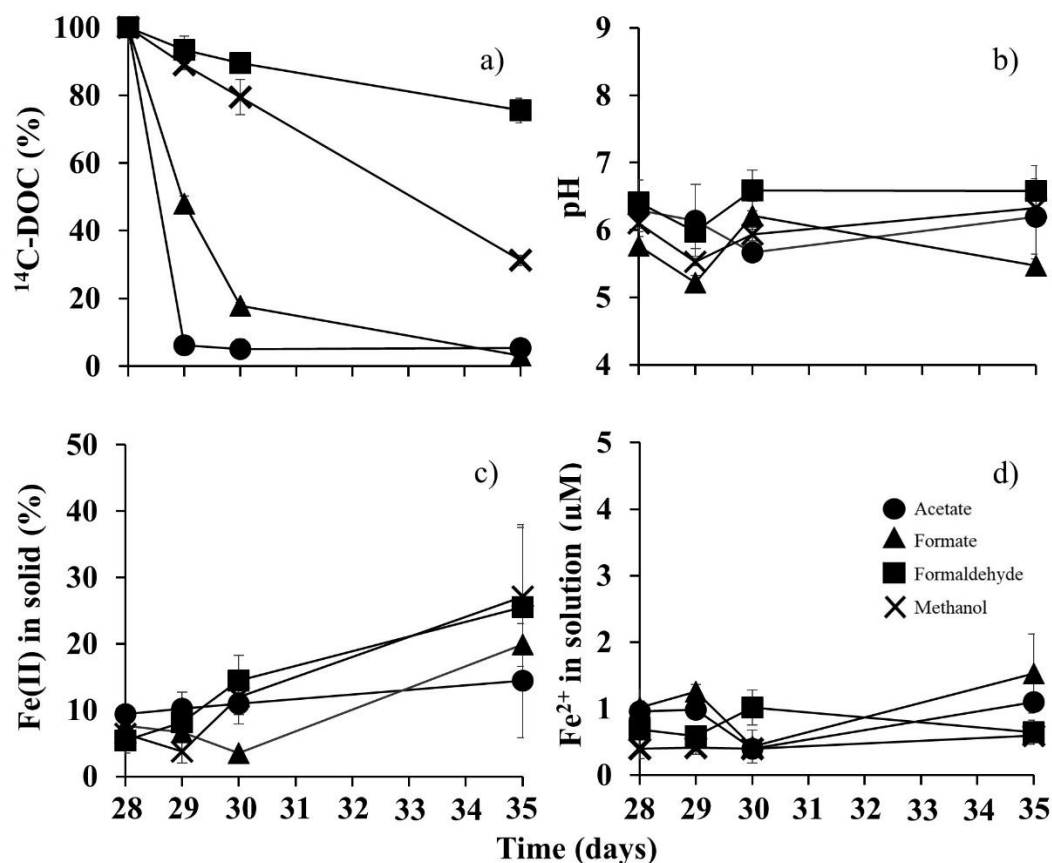 a)
¹⁴C-DOC (%)
100
80
60
40
20
0
b)
pH
9
8
7
6
5
4
c)
Fe(II) in solid (%)
50
40
30
20
10
0
28 29 30 31 32 33 34 35
d)
Fe²⁺ in solution (µM)
5
4
3
2
1
0
28 29 30 31 32 33 34 35
Acetate
Formate
Formaldehyde
Methanol
Time (days)